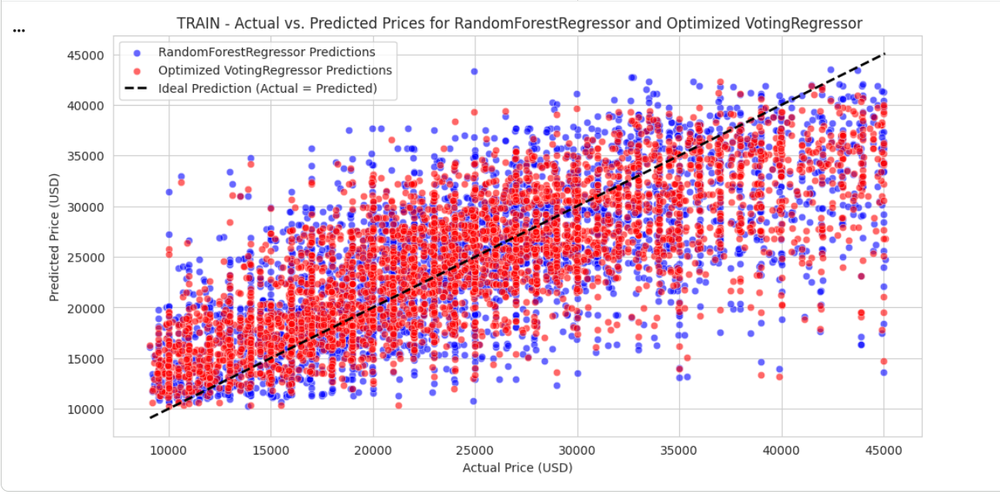 ...
TRAIN - Actual vs. Predicted Prices for RandomForestRegressor and Optimized VotingRegressor
RandomForestRegressor Predictions
Optimized VotingRegressor Predictions
Ideal Prediction (Actual = Predicted)
45000
40000
35000
30000
25000
20000
15000
10000
Predicted Price (USD)
10000 15000 20000 25000 30000 35000 40000 45000
Actual Price (USD)